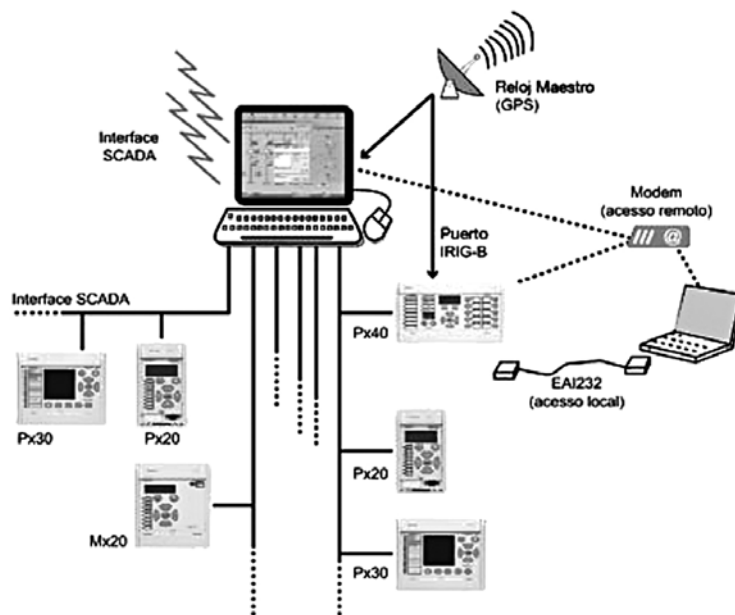 Reloj Maestro
(GPS)
Interface
SCADA
Modem
(acesso remoto)
Puerto
IRIG-B
Interface SCADA
Px40
EAI232
(acesso local)
Px30
Px20
Px20
Mx20
Px30